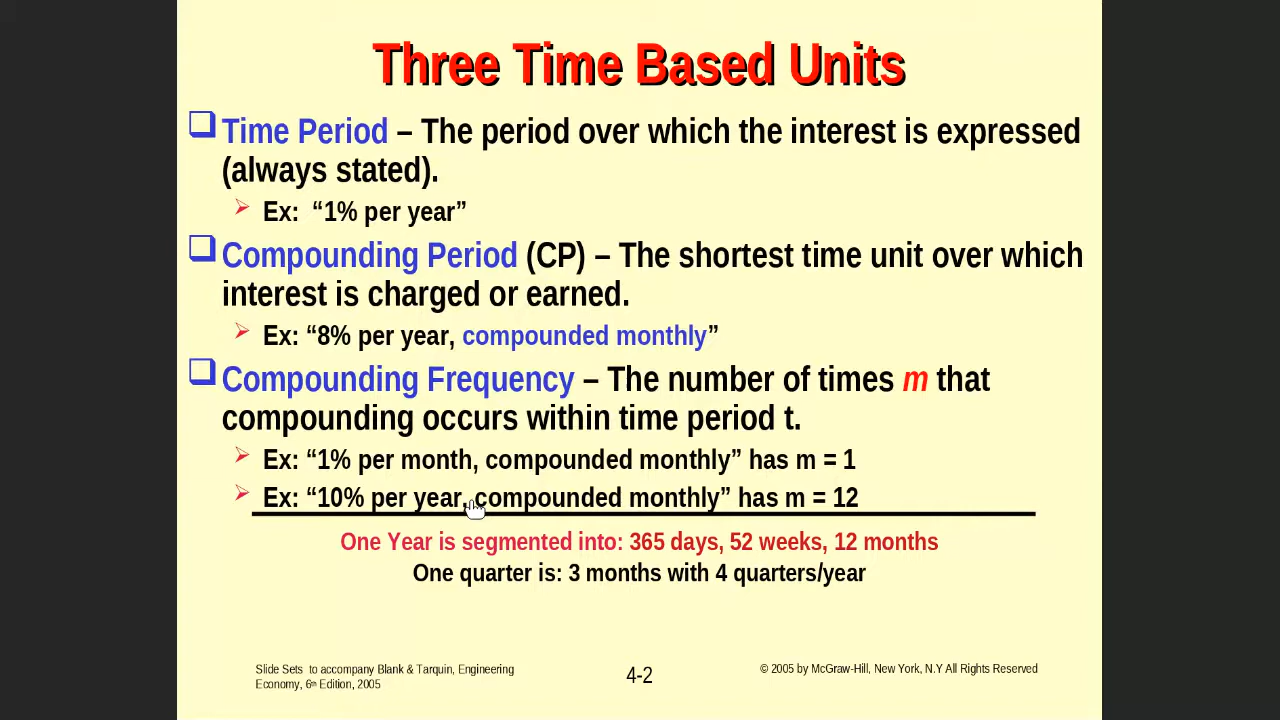 Three Time Based Units
Time Period – The period over which the interest is expressed
(always stated).
Ex:  “1% per year”
Compounding Period (CP) – The shortest time unit over which
interest is charged or earned.
Ex: “8% per year, compounded monthly”
Compounding Frequency – The number of times m that
compounding occurs within time period t.
Ex: “1% per month, compounded monthly” has m = 1
Ex: “10% per year, compounded monthly” has m = 12
One Year is segmented into: 365 days, 52 weeks, 12 months
One quarter is: 3 months with 4 quarters/year
Slide Sets  to accompany Blank & Tarquin, Engineering
Economy, 6th Edition, 2005
4-2
© 2005 by McGraw-Hill, New York, N.Y All Rights Reserved